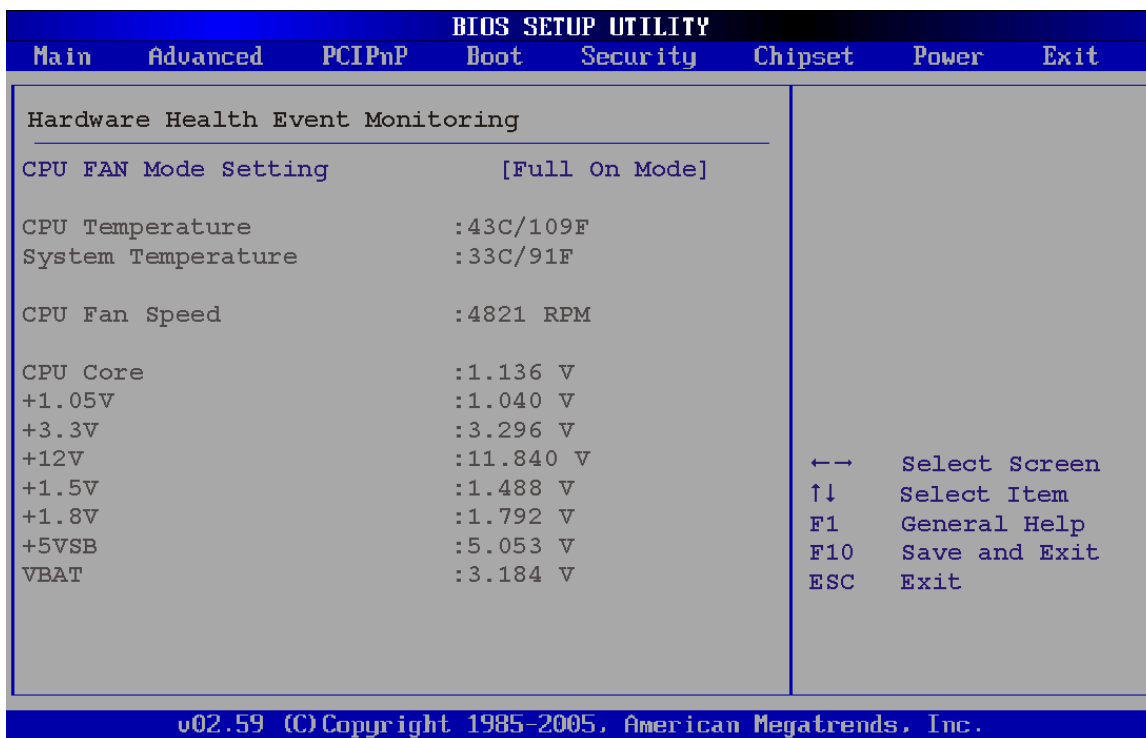 BIOS SETUP UTILITY
Main Advanced PCIPnP Boot Security Chipset Power Exit
Hardware Health Event Monitoring
CPU FAN Mode Setting [Full On Mode]
CPU Temperature :43C/109F
System Temperature :33C/91F
CPU Fan Speed :4821 RPM
CPU Core :1.136 V
+1.05V :1.040 V
+3.3V :3.296 V
+12V :11.840 V
+1.5V :1.488 V
+1.8V :1.792 V
+5VSB :5.053 V
VBAT :3.184 V
←→ Select Screen
↑↓ Select Item
F1 General Help
F10 Save and Exit
ESC Exit
v02.59 (C)Copyright 1985-2005, American Megatrends, Inc.